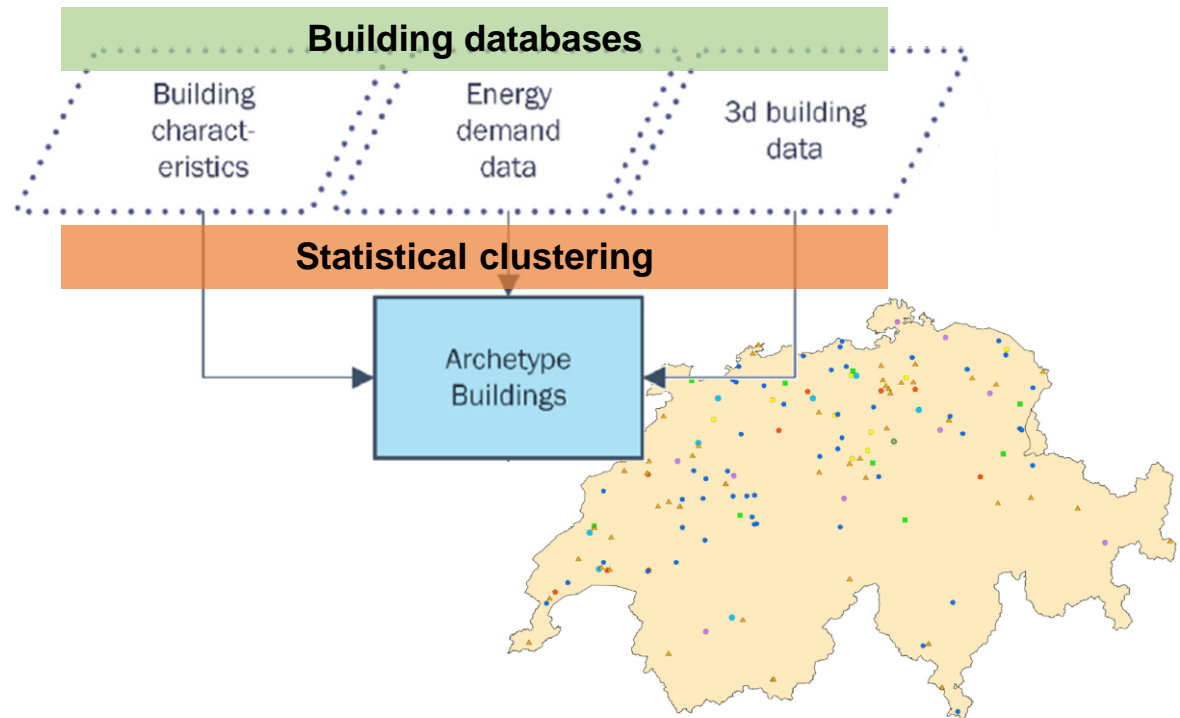 Building databases
Building
charact-
eristics
Energy
demand
data
3d building
data
Statistical clustering
Archetype
Buildings